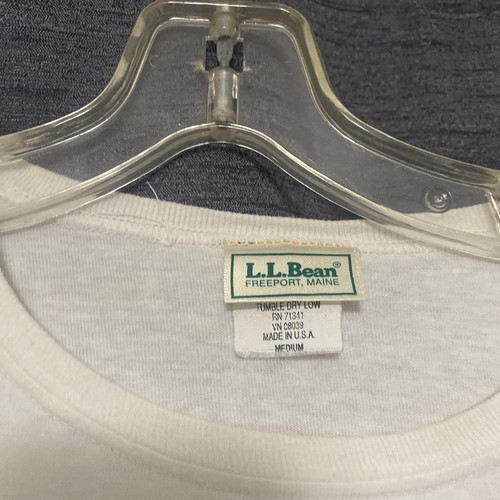 L.L.Bean®
FREEPORT, MAINE
TUMBLE DRY LOW
RN 71341
VN 08039
MADE IN U.S.A.
MEDIUM